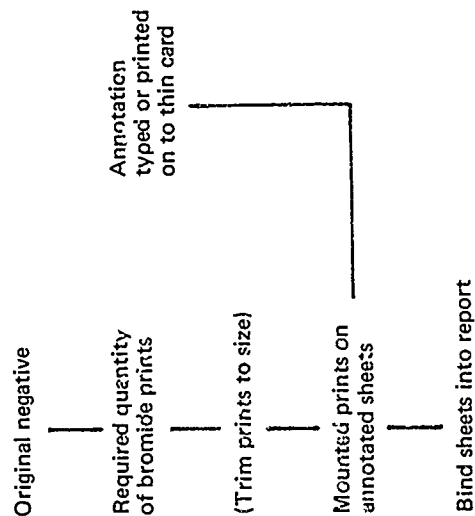 Original negative
Required quantity
of bromide prints
Annotation
typed or printed
on to thin card
(Trim prints to size)
Mounted prints on
annotated sheets
Bind sheets into report